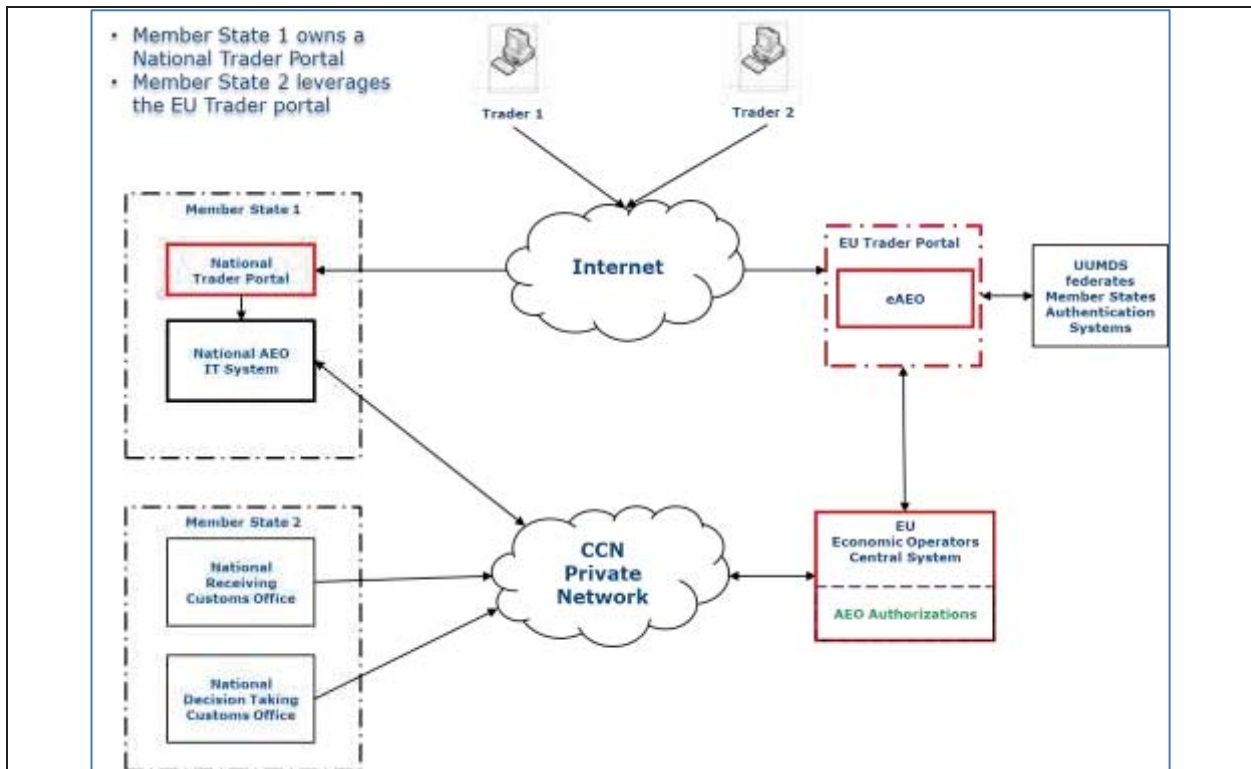 • Member State 1 owns a
National Trader Portal
• Member State 2 leverages
the EU Trader portal
Trader 1
Trader 2
Member State 1
National
Trader Portal
National AEO
IT System
Internet
EU Trader Portal
eAEO
UUMDS
federates
Member States
Authentication
Systems
Member State 2
National
Receiving
Customs Office
National
Decision Taking
Customs Office
CCN
Private
Network
EU
Economic Operators
Central System
AEO Authorizations